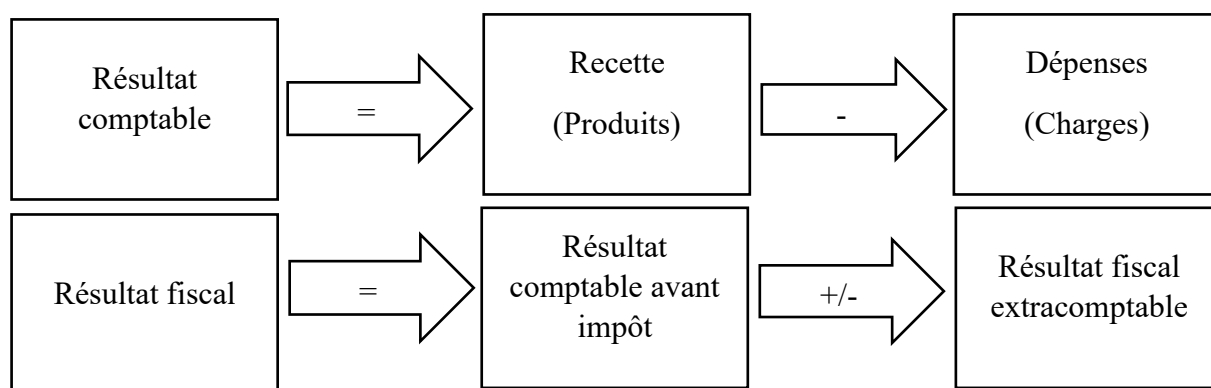 Résultat
comptable
=
Recette
(Produits)
-
Dépenses
(Charges)
Résultat fiscal
=
Résultat
comptable avant
impôt
+/-
Résultat fiscal
extracomptable